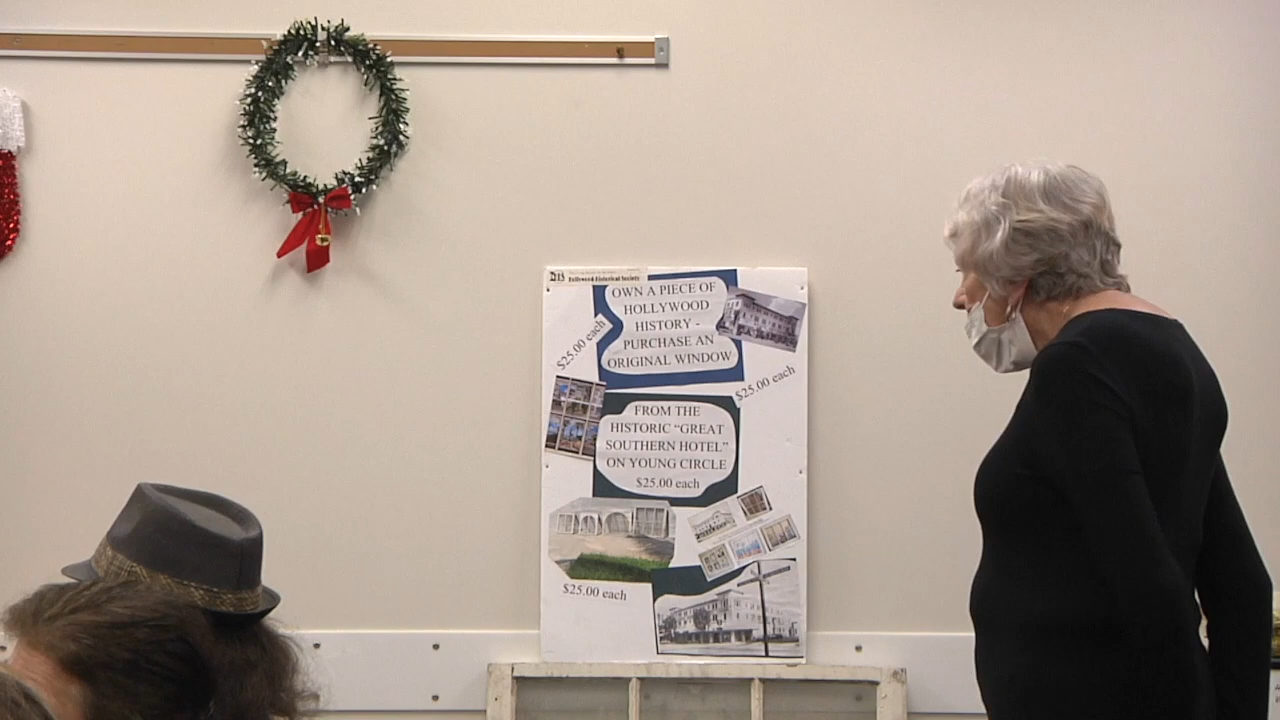 Hollywood Historical Society
OWN A PIECE OF
HOLLYWOOD
HISTORY -
PURCHASE AN
ORIGINAL WINDOW
$25.00 each
$25.00 each
FROM THE
HISTORIC “GREAT
SOUTHERN HOTEL”
ON YOUNG CIRCLE
$25.00 each
$25.00 each